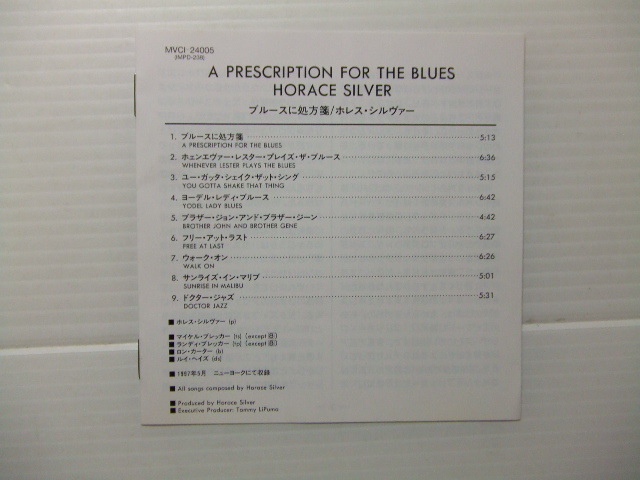 MVCI 24005
(IMPD-238)
A PRESCRIPTION FOR THE BLUES
HORACE SILVER
ブルースに処方箋/ホレス・シルヴァー
1. ブルースに処方箋 5:13
A PRESCRIPTION FOR THE BLUES
2. ホェンエヴァー・レスター・プレイズ・ザ・ブルース 6:36
WHENEVER LESTER PLAYS THE BLUES
3. ユー・ガッタ・シェイク・ザット・シング 5:15
YOU GOTTA SHAKE THAT THING
4. ヨーデル・レディ・ブルース 6:42
YODEL LADY BLUES
5. ブラザー・ジョン・アンド・ブラザー・ジーン 4:42
BROTHER JOHN AND BROTHER GENE
6. フリー・アット・ラスト 6:27
FREE AT LAST
7. ウォーク・オン 6:26
WALK ON
8. サンライズ・イン・マリブ 5:01
SUNRISE IN MALIBU
9. ドクター・ジャズ 5:31
DOCTOR JAZZ
■ ホレス・シルヴァー (p)
■ マイケル・ブレッカー (ts) [except 8]
■ ランディ・ブレッカー (tp) [except 8]
■ ロン・カーター (b)
■ ルイ・ヘイズ (ds)
■ 1997年5月 ニューヨークにて収録
■ All songs composed by Horace Silver
■ Produced by Horace Silver
■ Executive Producer: Tommy LiPuma